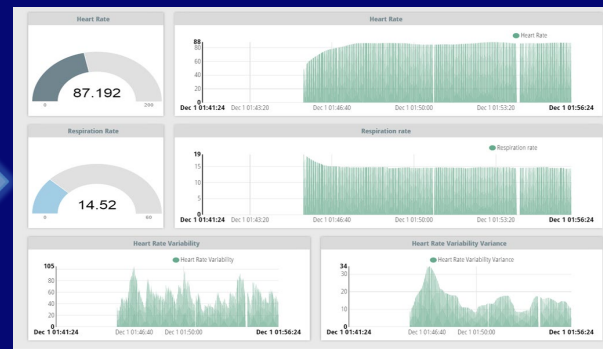 Heart Rate
87.192
0
200
Heart Rate
Heart Rate
88
80
60
40
20
0
Dec 1 01:41:24 Dec 1 01:43:20 Dec 1 01:46:40 Dec 1 01:50:00 Dec 1 01:53:20 Dec 1 01:56:24
Respiration Rate
14.52
0
60
Respiration rate
Respiration rate
19
15
10
5
0
Dec 1 01:41:24 Dec 1 01:43:20 Dec 1 01:46:40 Dec 1 01:50:00 Dec 1 01:53:20 Dec 1 01:56:24
Heart Rate Variability
Heart Rate Variability
105
80
60
40
20
0
Dec 1 01:41:24 Dec 1 01:46:40 Dec 1 01:50:00 Dec 1 01:56:24
Heart Rate Variability Variance
Heart Rate Variability Variance
34
30
20
10
0
Dec 1 01:41:24 Dec 1 01:46:40 Dec 1 01:50:00 Dec 1 01:56:24